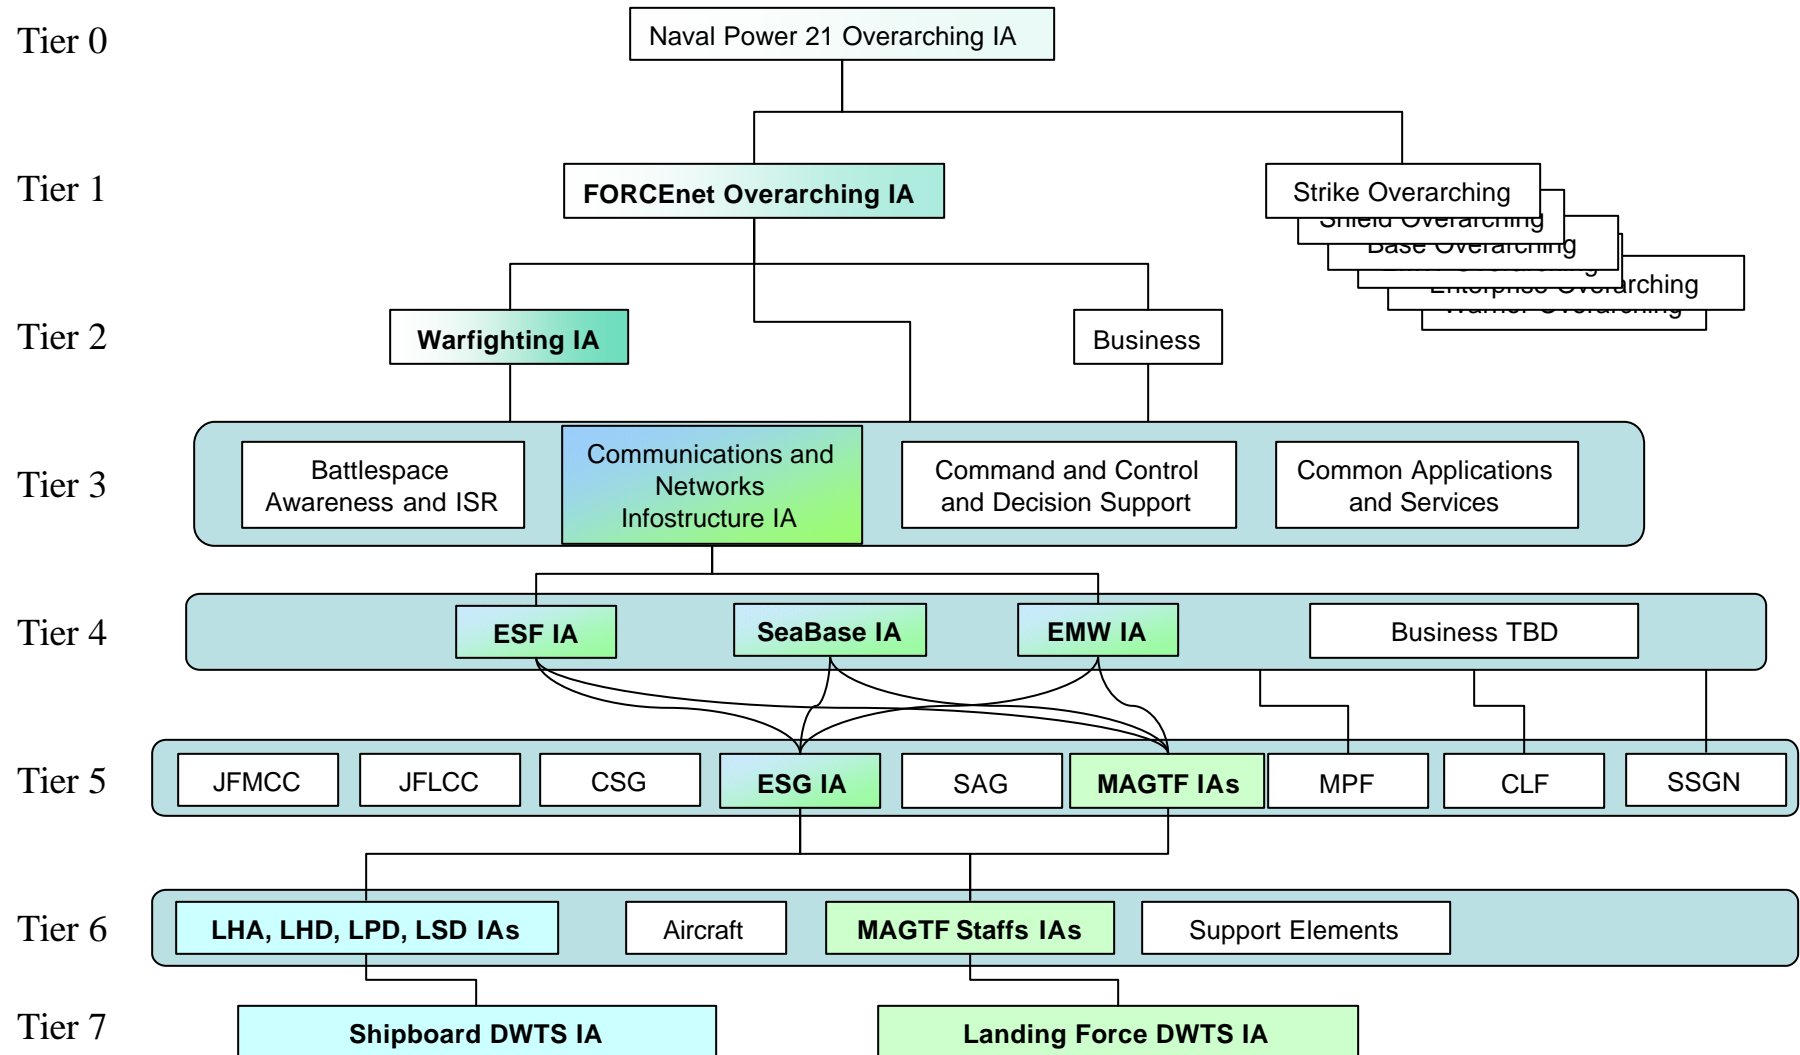 Tier 0
Naval Power 21 Overarching IA
Tier 1
FORCEnet Overarching IA
Strike Overarching
Shield Overarching
Base Overarching
Overarching
Enterprise Overarching
Warrior Overarching
Tier 2
Warfighting IA
Business
Tier 3
Battlespace
Awareness and ISR
Communications and
Networks
Infostructure IA
Command and Control
and Decision Support
Common Applications
and Services
Tier 4
ESF IA
SeaBase IA
EMW IA
Business TBD
Tier 5
JFMCC
JFLCC
CSG
ESG IA
SAG
MAGTF IAs
MPF
CLF
SSGN
Tier 6
LHA, LHD, LPD, LSD IAs
Aircraft
MAGTF Staffs IAs
Support Elements
Tier 7
Shipboard DWTS IA
Landing Force DWTS IA